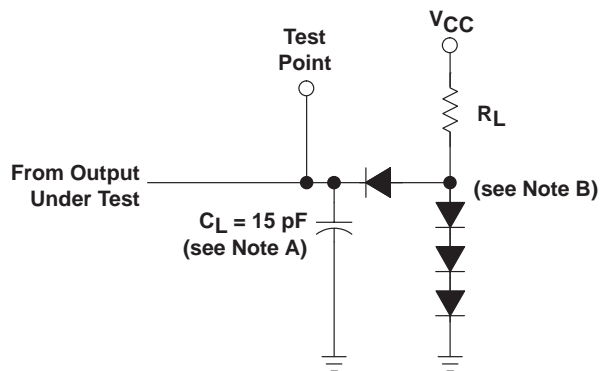 Test
Point
VCC
RL
From Output
Under Test
(see Note B)
CL = 15 pF
(see Note A)